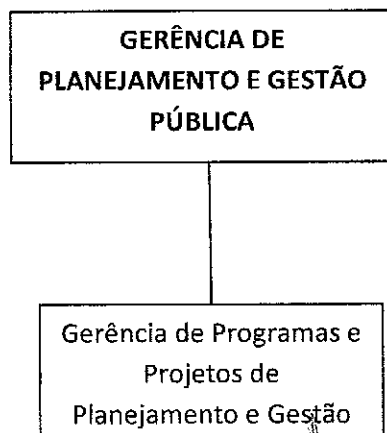 GERÊNCIA DE
PLANEJAMENTO E GESTÃO
PÚBLICA
Gerência de Programas e
Projetos de
Planejamento e Gestão